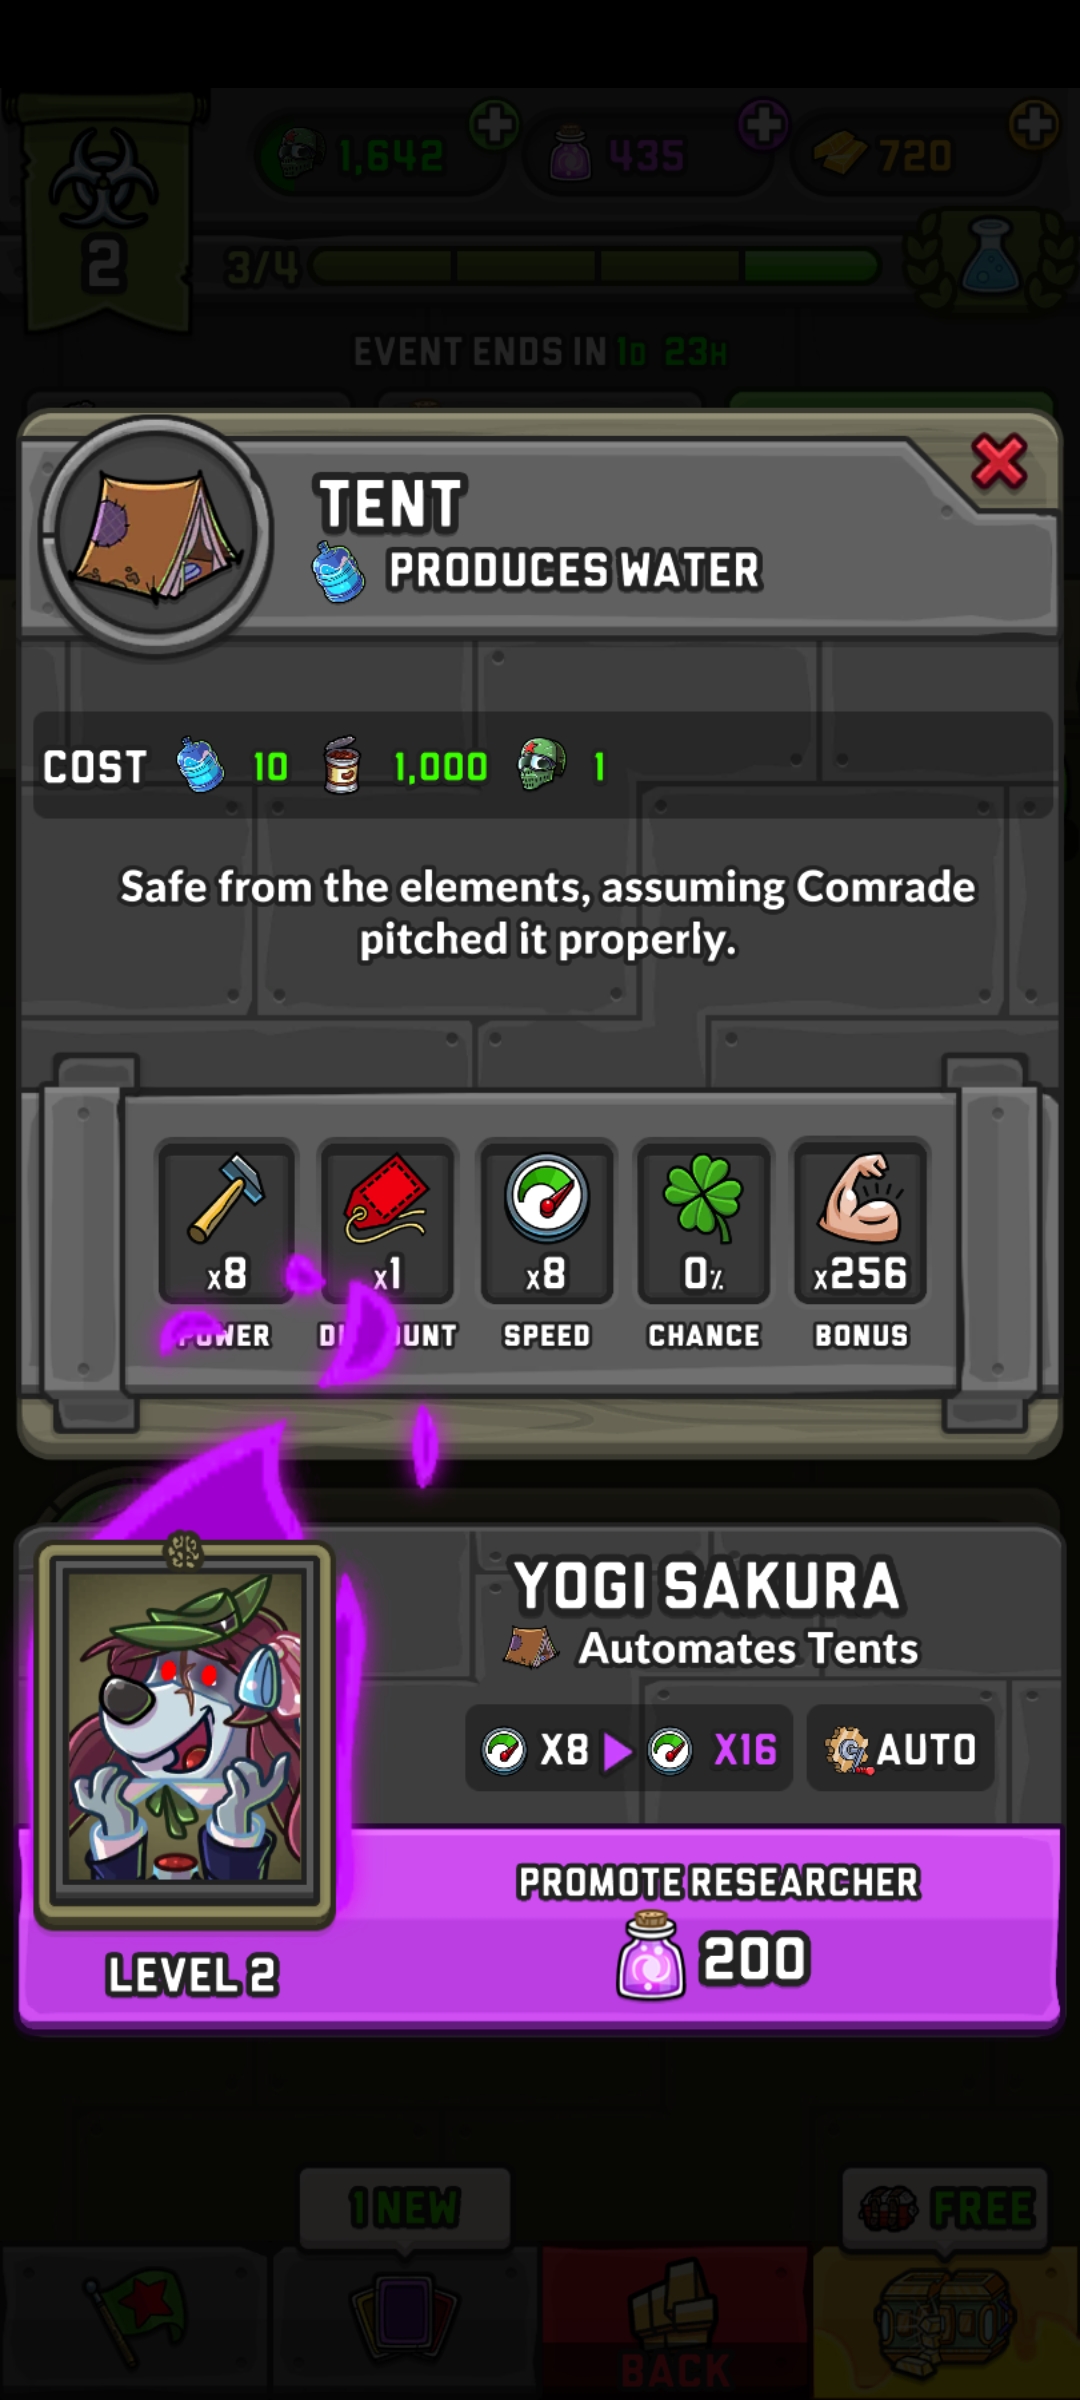 1,642
435
720
2
3/4
EVENT ENDS IN 1D 23H
TENT
PRODUCES WATER
COST 10 1,000 1
Safe from the elements, assuming Comrade
pitched it properly.
x8 x1 x8 0% x256
POWER DISCOUNT SPEED CHANCE BONUS
YOGI SAKURA
Automates Tents
X8 X16 AUTO
PROMOTE RESEARCHER
200
LEVEL 2
1 NEW
FREE
BACK